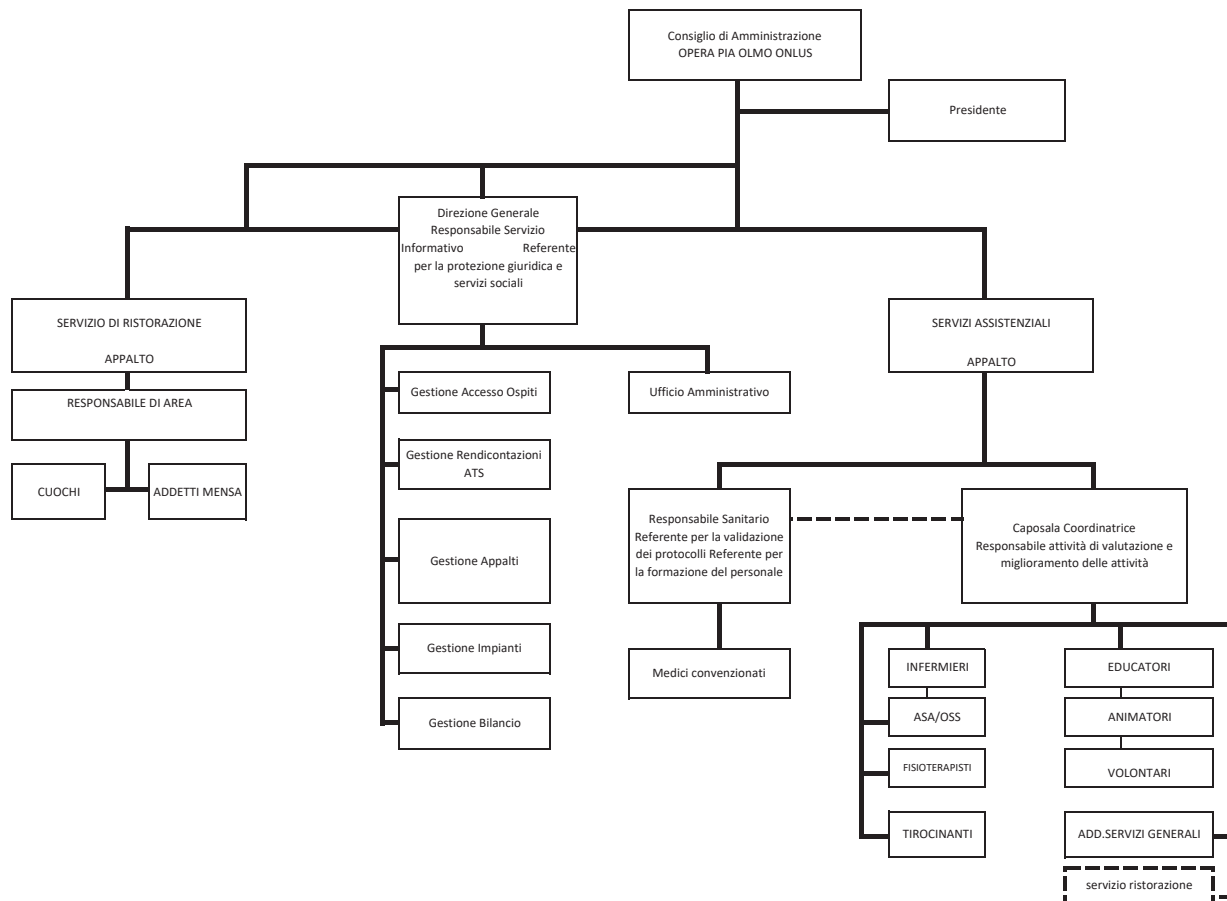 Consiglio di Amministrazione
OPERA PIA OLMO ONLUS
Presidente
Direzione Generale
Responsabile Servizio
Informativo Referente
per la protezione giuridica e
servizi sociali
SERVIZIO DI RISTORAZIONE
APPALTO
RESPONSABILE DI AREA
CUOCHI
ADDETTI MENSA
Gestione Accesso Ospiti
Gestione Rendicontazioni
ATS
Gestione Appalti
Gestione Impianti
Gestione Bilancio
Ufficio Amministrativo
SERVIZI ASSISTENZIALI
APPALTO
Responsabile Sanitario
Referente per la validazione
dei protocolli Referente per
la formazione del personale
Medici convenzionati
Caposala Coordinatrice
Responsabile attività di valutazione e
miglioramento delle attività
INFERMIERI
ASA/OSS
FISIOTERAPISTI
TIROCINANTI
EDUCATORI
ANIMATORI
VOLONTARI
ADD.SERVIZI GENERALI
servizio ristorazione